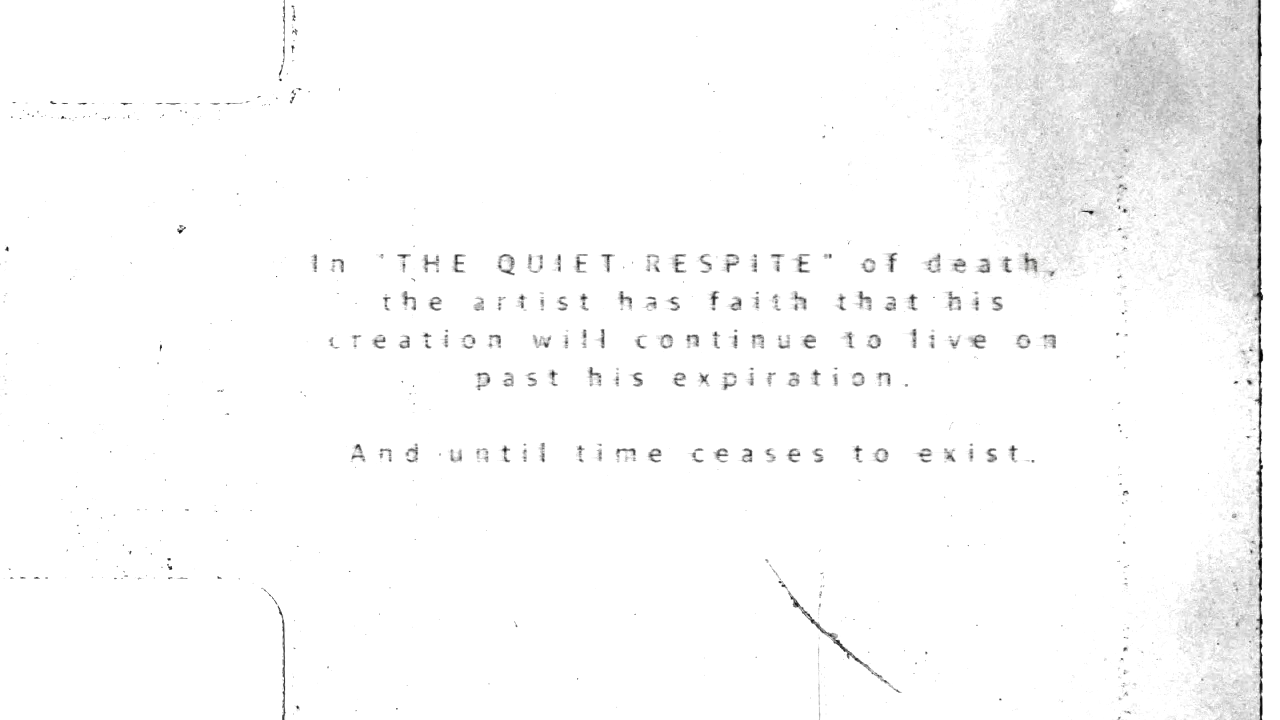 In "THE QUIET RESPITE" of death,
the artist has faith that his
creation will continue to live on
past his expiration.
And until time ceases to exist.